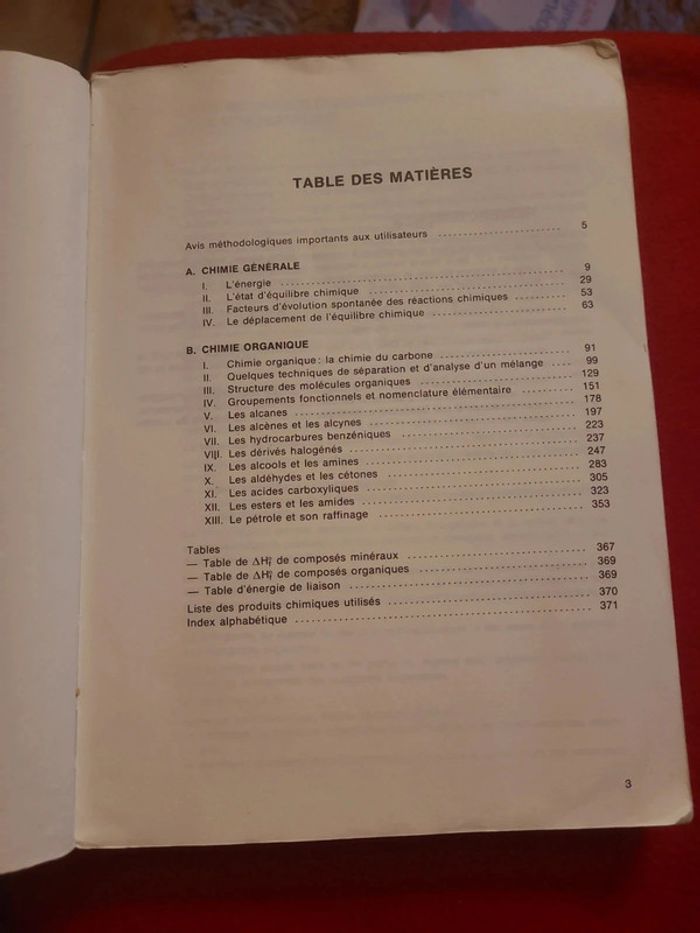 TABLE DES MATIÈRES
Avis méthodologiques importants aux utilisateurs ........................ 5
A. CHIMIE GÉNÉRALE
I. L'énergie ........................ 9
II. L'état d'équilibre chimique ........................ 29
III. Facteurs d'évolution spontanée des réactions chimiques .......... 53
IV. Le déplacement de l'équilibre chimique ........................ 63
B. CHIMIE ORGANIQUE
I. Chimie organique : la chimie du carbone ........................ 91
II. Quelques techniques de séparation et d'analyse d'un mélange .... 99
III. Structure des molécules organiques ........................ 129
IV. Groupements fonctionnels et nomenclature élémentaire .......... 151
V. Les alcanes ........................ 178
VI. Les alcènes et les alcynes ........................ 197
VII. Les hydrocarbures benzéniques ........................ 223
VIII. Les dérivés halogénés ........................ 237
IX. Les alcools et les amines ........................ 247
X. Les aldéhydes et les cétones ........................ 283
XI. Les acides carboxyliques ........................ 305
XII. Les esters et les amides ........................ 323
XIII. Le pétrole et son raffinage ........................ 353
Tables
— Table de ΔH°f de composés minéraux ........................ 367
— Table de ΔH°f de composés organiques ........................ 369
— Table d'énergie de liaison ........................ 369
Liste des produits chimiques utilisés ........................ 370
Index alphabétique ........................ 371
3